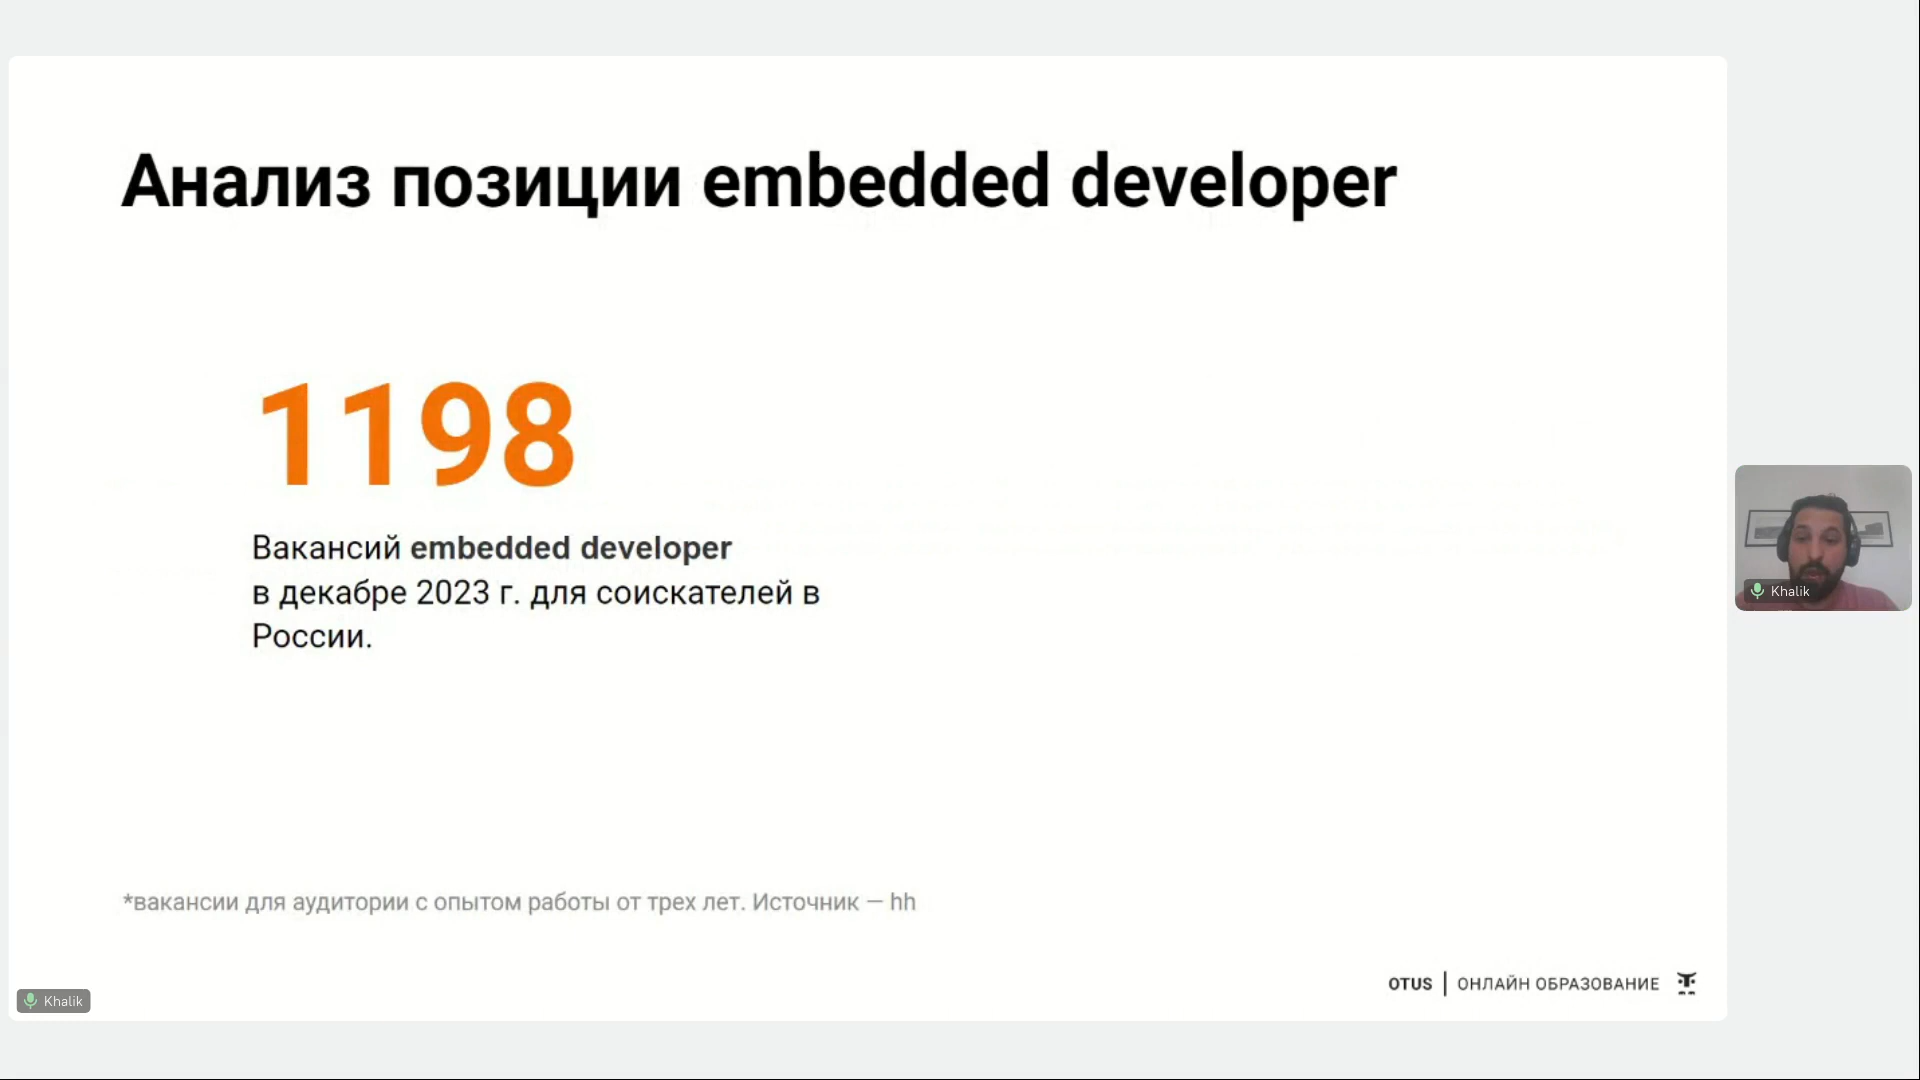 Анализ позиции embedded developer
1198
Вакансий embedded developer
в декабре 2023 г. для соискателей в
России.
*вакансии для аудитории с опытом работы от трех лет. Источник — hh
OTUS | ОНЛАЙН ОБРАЗОВАНИЕ
Khalik
Khalik